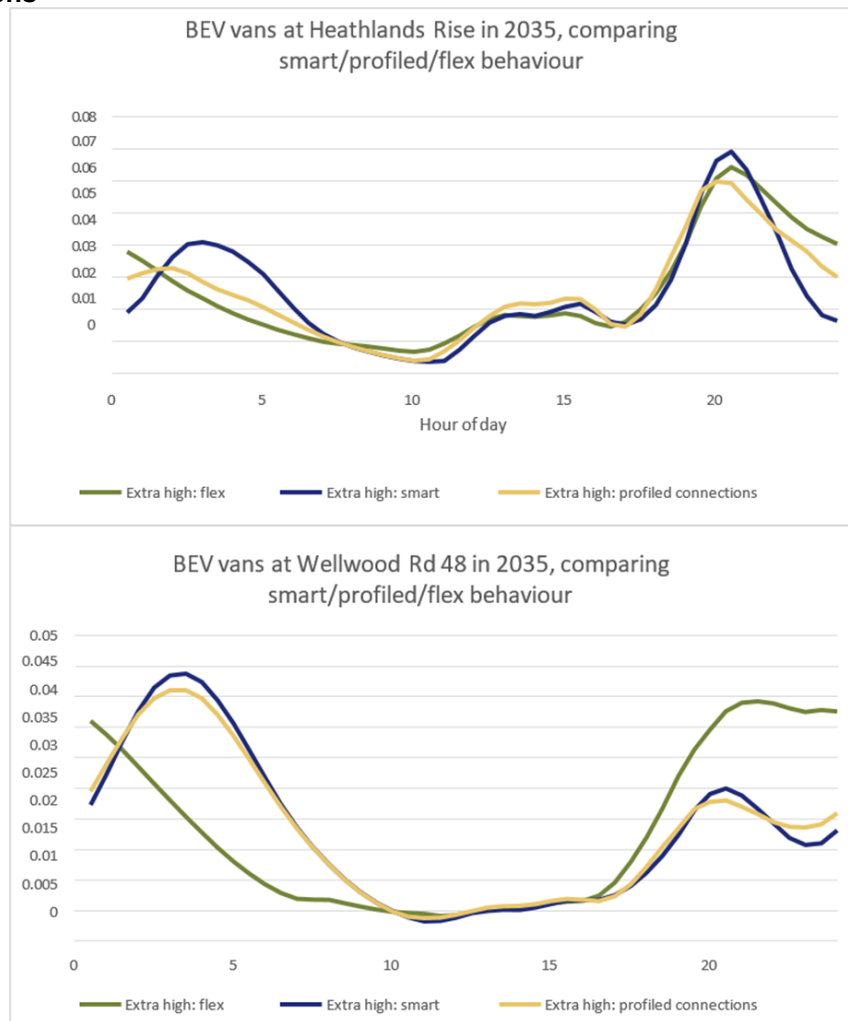 BEV vans at Heathlands Rise in 2035, comparing
smart/profiled/flex behaviour
0.08
0.07
0.06
0.05
0.04
0.03
0.02
0.01
0
0 5 10 15 20
Hour of day
Extra high: flex Extra high: smart Extra high: profiled connections
BEV vans at Wellwood Rd 48 in 2035, comparing
smart/profiled/flex behaviour
0.05
0.045
0.04
0.035
0.03
0.025
0.02
0.015
0.01
0.005
0
0 5 10 15 20
Extra high: flex Extra high: smart Extra high: profiled connections